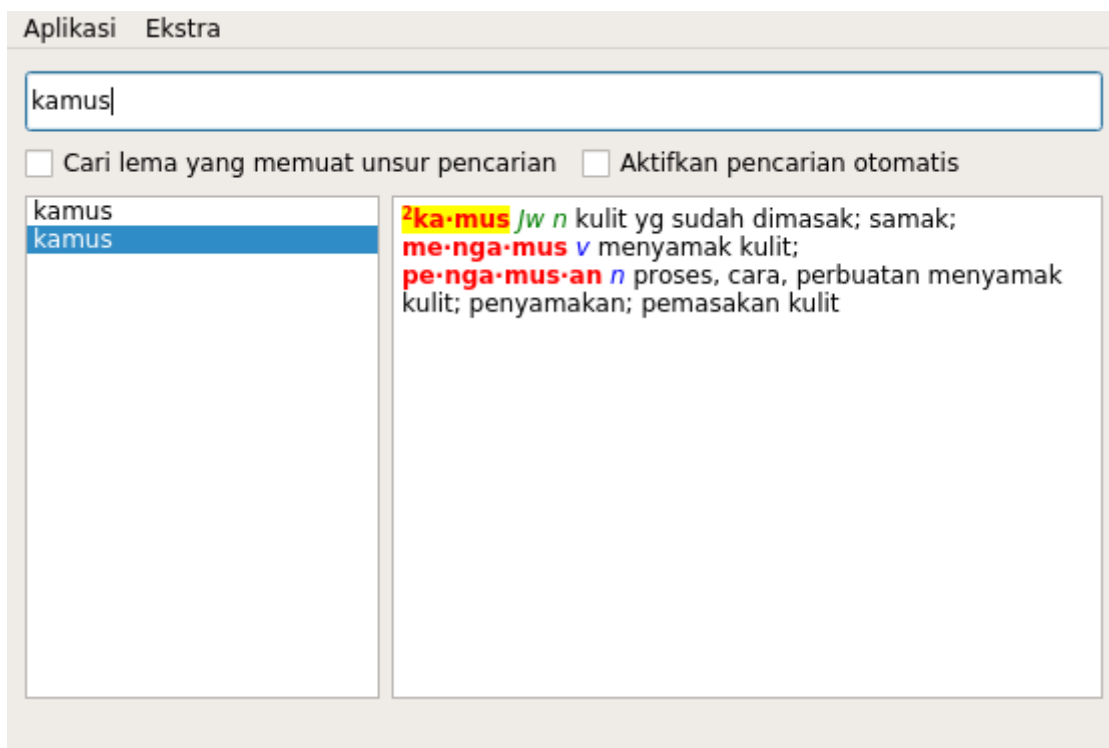 Aplikasi Ekstra
kamus
Cari lema yang memuat unsur pencarian Aktifkan pencarian otomatis
kamus
kamus
²ka·mus Jw n kulit yg sudah dimasak; samak;
me·nga·mus v menyamak kulit;
pe·nga·mus·an n proses, cara, perbuatan menyamak
kulit; penyamakan; pemasakan kulit